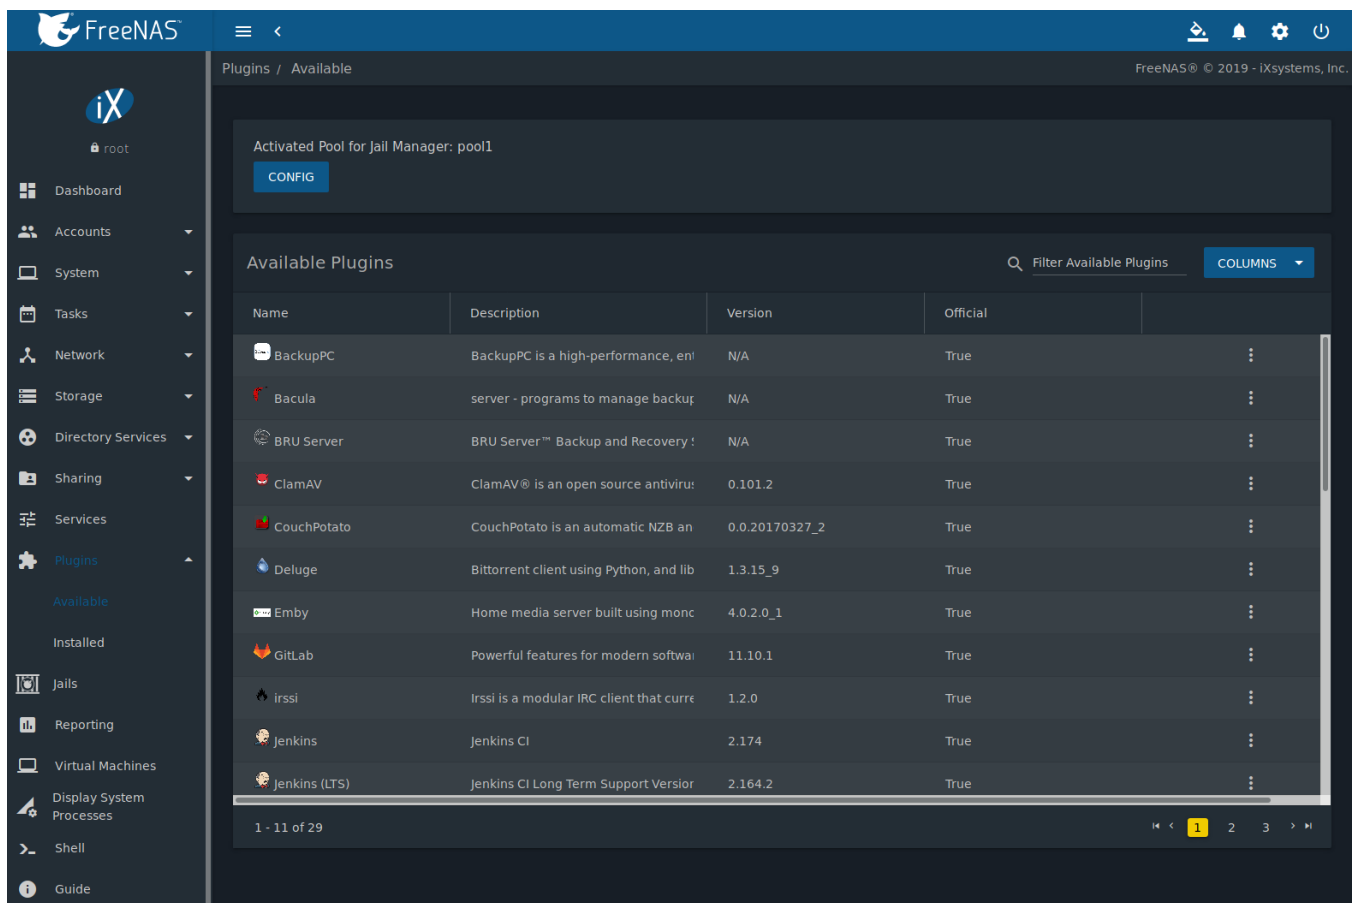 FreeNAS™
Plugins / Available
FreeNAS® © 2019 - iXsystems, Inc.
iX
root
Dashboard
Accounts
System
Tasks
Network
Storage
Directory Services
Sharing
Services
Plugins
Available
Installed
Jails
Reporting
Virtual Machines
Display System
Processes
Shell
Guide
Activated Pool for Jail Manager: pool1
CONFIG
Available Plugins
Filter Available Plugins
COLUMNS
Name Description Version Official
BackupPC BackupPC is a high-performance, ent N/A True
Bacula server - programs to manage backup N/A True
BRU Server BRU Server™ Backup and Recovery S N/A True
ClamAV ClamAV® is an open source antivirus 0.101.2 True
CouchPotato CouchPotato is an automatic NZB an 0.0.20170327_2 True
Deluge Bittorrent client using Python, and lib 1.3.15_9 True
Emby Home media server built using mono 4.0.2.0_1 True
GitLab Powerful features for modern softwar 11.10.1 True
irssi Irssi is a modular IRC client that curre 1.2.0 True
Jenkins Jenkins CI 2.174 True
Jenkins (LTS) Jenkins CI Long Term Support Version 2.164.2 True
1 - 11 of 29
1 2 3